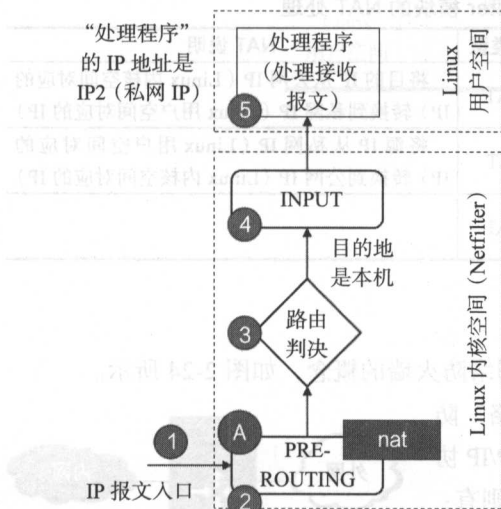 “处理程序”
的 IP 地址是
IP2（私网 IP）
处理程序
（处理接收
报文）
5
Linux
用户空间
INPUT
4
目的地
是本机
3
路由
判决
Linux 内核空间（Netfilter）
A
nat
1
PRE-
ROUTING
IP 报文入口
2